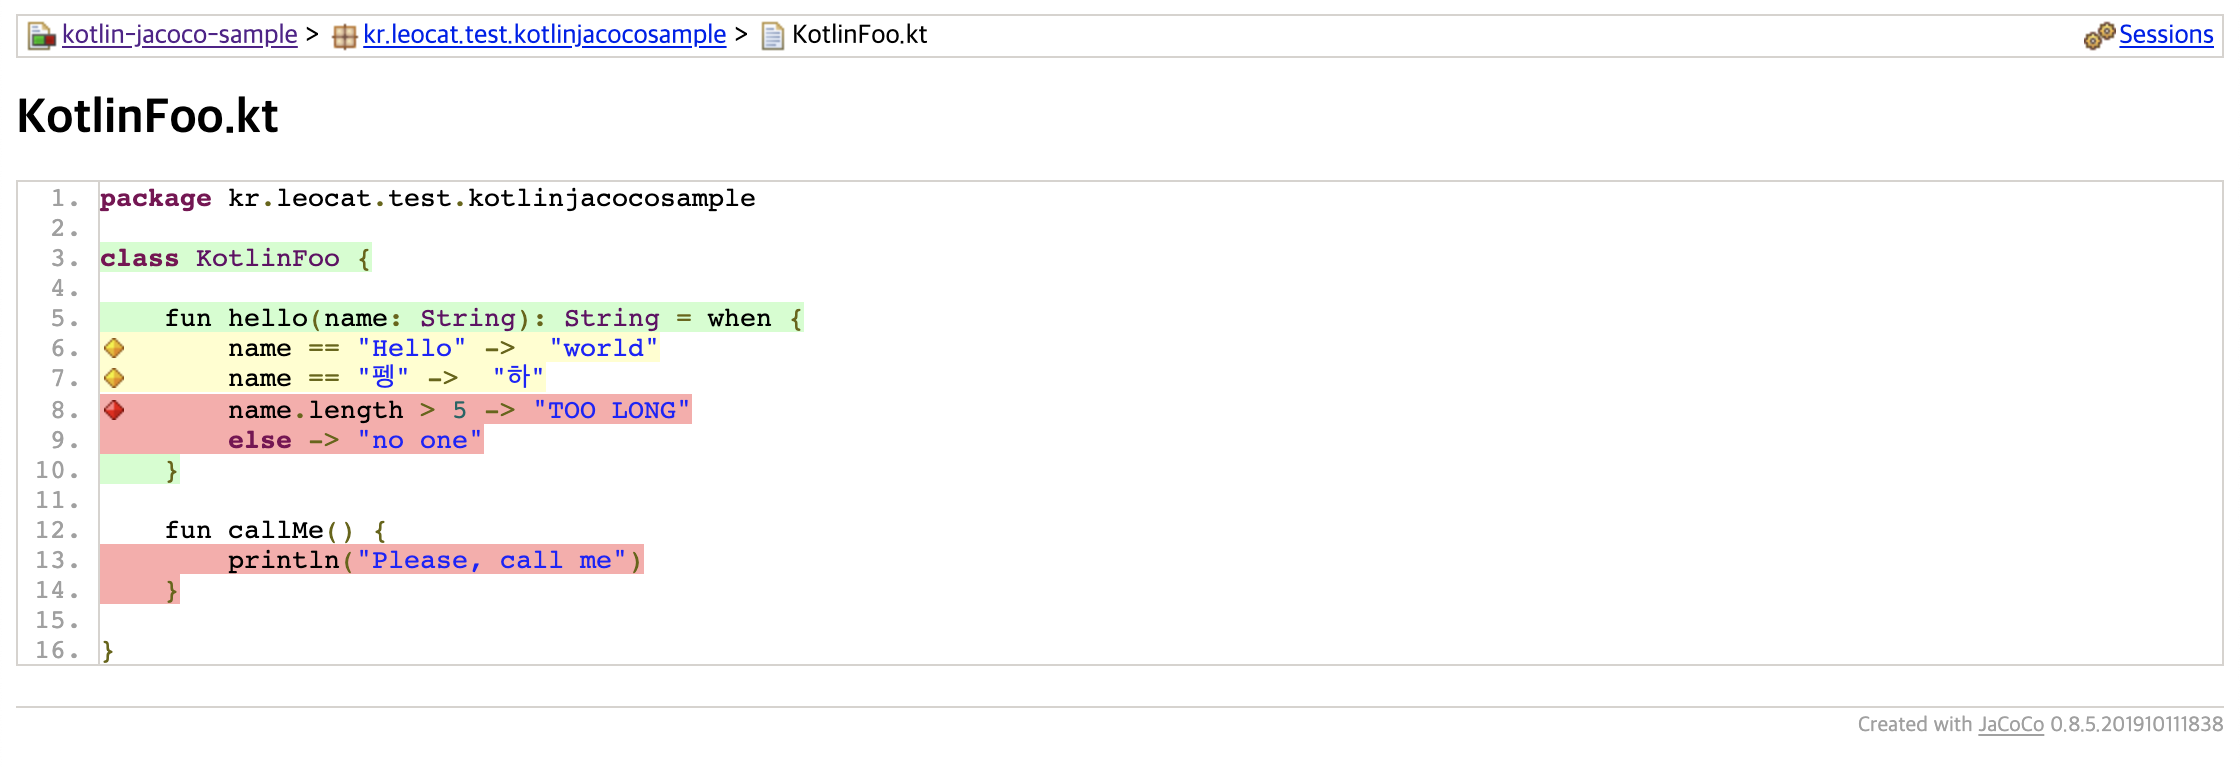 kotlin-jacoco-sample > kr.leocat.test.kotlinjacocosample > KotlinFoo.kt Sessions
KotlinFoo.kt
1. package kr.leocat.test.kotlinjacocosample
2.
3. class KotlinFoo {
4.
5.     fun hello(name: String): String = when {
6.         name == "Hello" ->  "world"
7.         name == "펭" ->  "하"
8.         name.length > 5 -> "TOO LONG"
9.         else -> "no one"
10.     }
11.
12.     fun callMe() {
13.         println("Please, call me")
14.     }
15.
16. }
Created with JaCoCo 0.8.5.201910111838